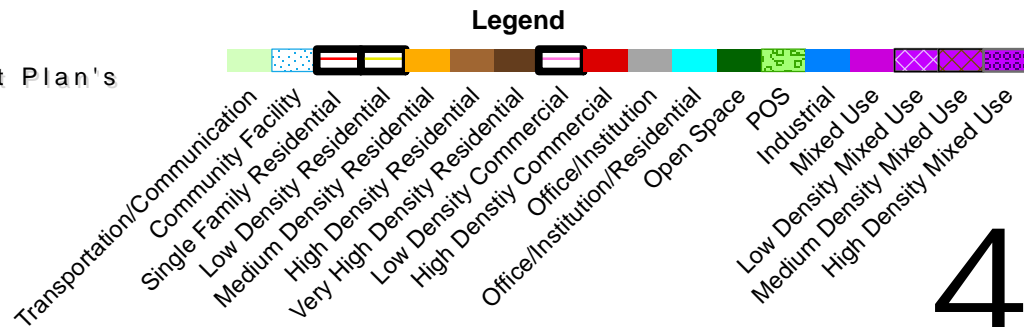 Legend
t Plan's
Transportation/Communication
Community Facility
Single Family Residential
Low Density Residential
Medium Density Residential
High Density Residential
Very High Density Residential
Low Density Commercial
High Denstiy Commercial
Office/Institution
Office/Institution/Residential
Open Space
POS
Industrial
Mixed Use
Low Density Mixed Use
Medium Density Mixed Use
High Density Mixed Use
4